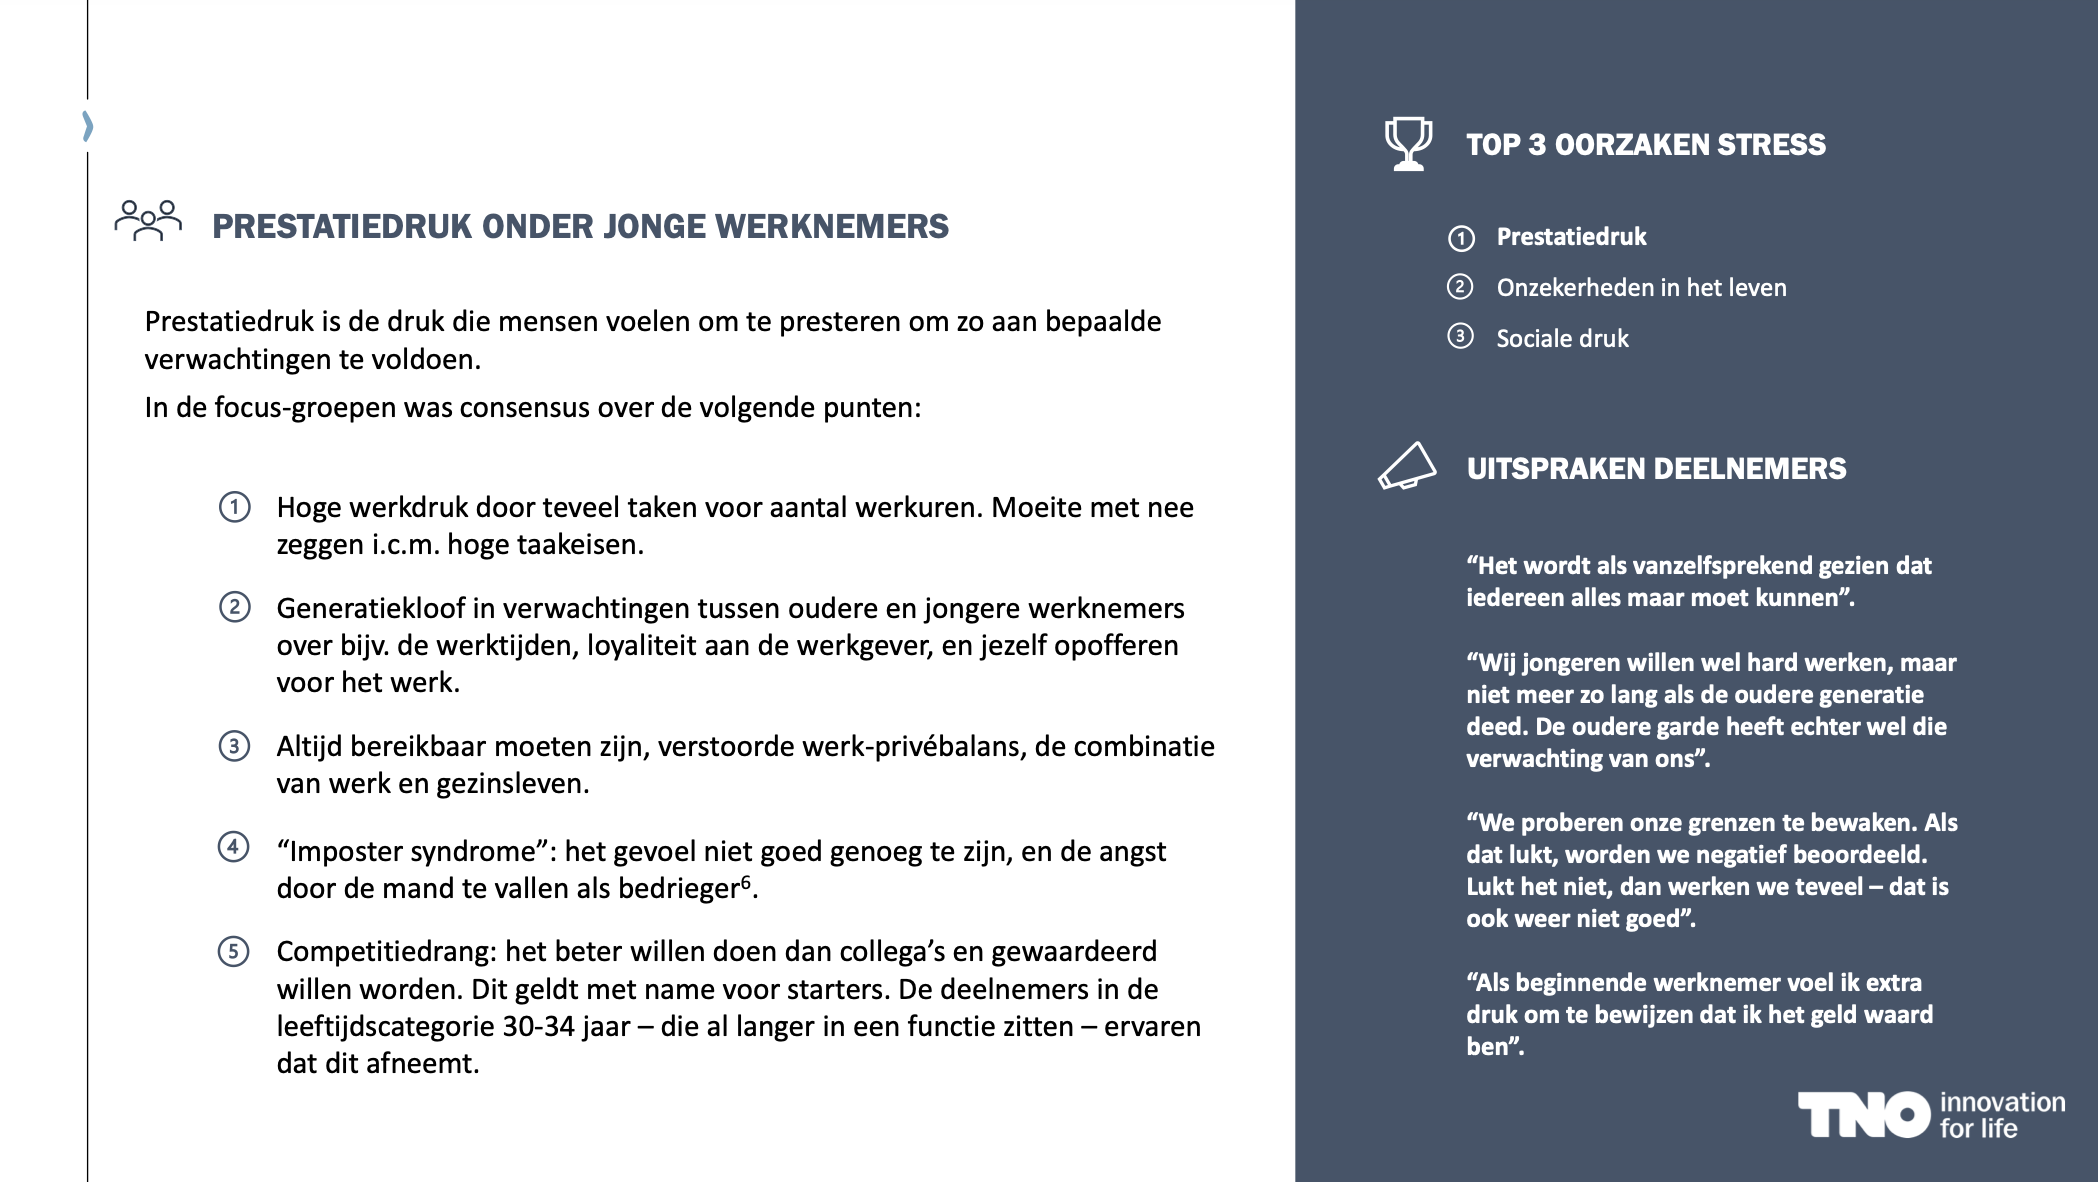 PRESTATIEDRUK ONDER JONGE WERKNEMERS
Prestatiedruk is de druk die mensen voelen om te presteren om zo aan bepaalde
verwachtingen te voldoen.
In de focus-groepen was consensus over de volgende punten:
1 Hoge werkdruk door teveel taken voor aantal werkuren. Moeite met nee
zeggen i.c.m. hoge taakeisen.
2 Generatiekloof in verwachtingen tussen oudere en jongere werknemers
over bijv. de werktijden, loyaliteit aan de werkgever, en jezelf opofferen
voor het werk.
3 Altijd bereikbaar moeten zijn, verstoorde werk-privébalans, de combinatie
van werk en gezinsleven.
4 “Imposter syndrome”: het gevoel niet goed genoeg te zijn, en de angst
door de mand te vallen als bedrieger⁶.
5 Competitiedrang: het beter willen doen dan collega’s en gewaardeerd
willen worden. Dit geldt met name voor starters. De deelnemers in de
leeftijdscategorie 30-34 jaar – die al langer in een functie zitten – ervaren
dat dit afneemt.
TOP 3 OORZAKEN STRESS
1 Prestatiedruk
2 Onzekerheden in het leven
3 Sociale druk
UITSPRAKEN DEELNEMERS
“Het wordt als vanzelfsprekend gezien dat
iedereen alles maar moet kunnen”.
“Wij jongeren willen wel hard werken, maar
niet meer zo lang als de oudere generatie
deed. De oudere garde heeft echter wel die
verwachting van ons”.
“We proberen onze grenzen te bewaken. Als
dat lukt, worden we negatief beoordeeld.
Lukt het niet, dan werken we teveel – dat is
ook weer niet goed”.
“Als beginnende werknemer voel ik extra
druk om te bewijzen dat ik het geld waard
ben”.
TNO innovation
for life